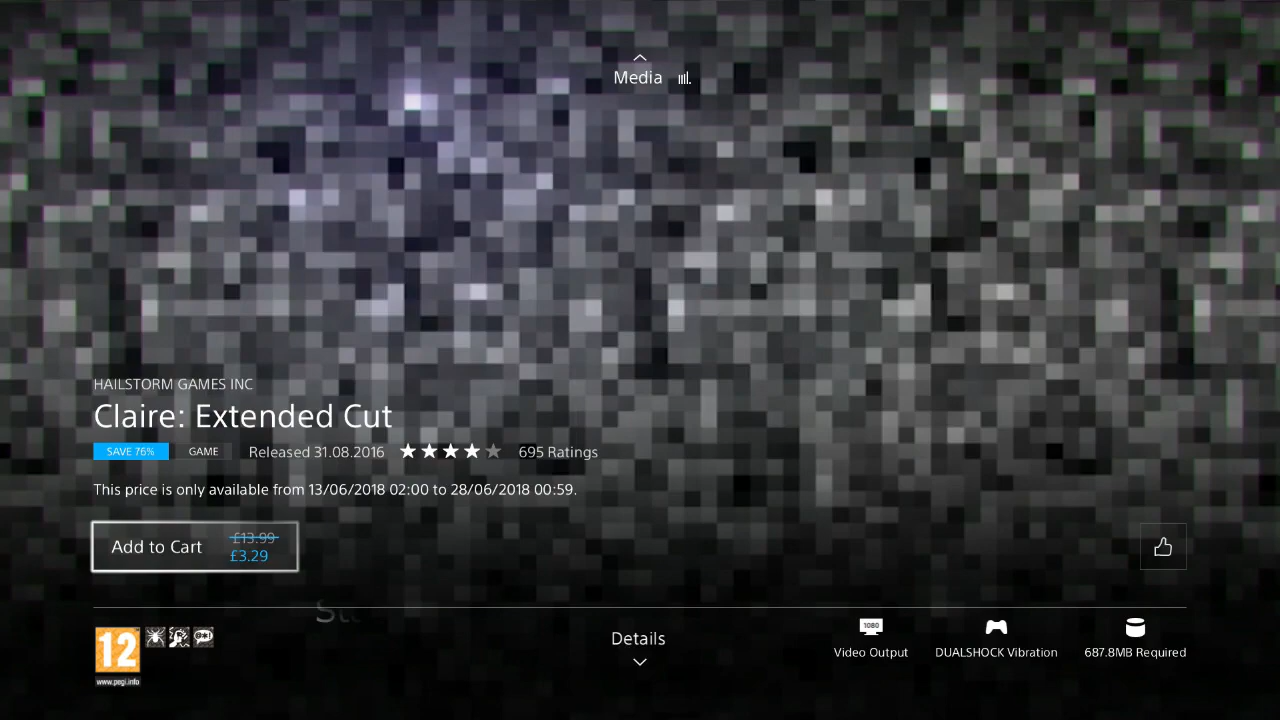 Media
HAILSTORM GAMES INC
Claire: Extended Cut
SAVE 76% GAME Released 31.08.2016 695 Ratings
This price is only available from 13/06/2018 02:00 to 28/06/2018 00:59.
Add to Cart £13.99
£3.29
12
www.pegi.info
Details
1080
Video Output DUALSHOCK Vibration 687.8MB Required